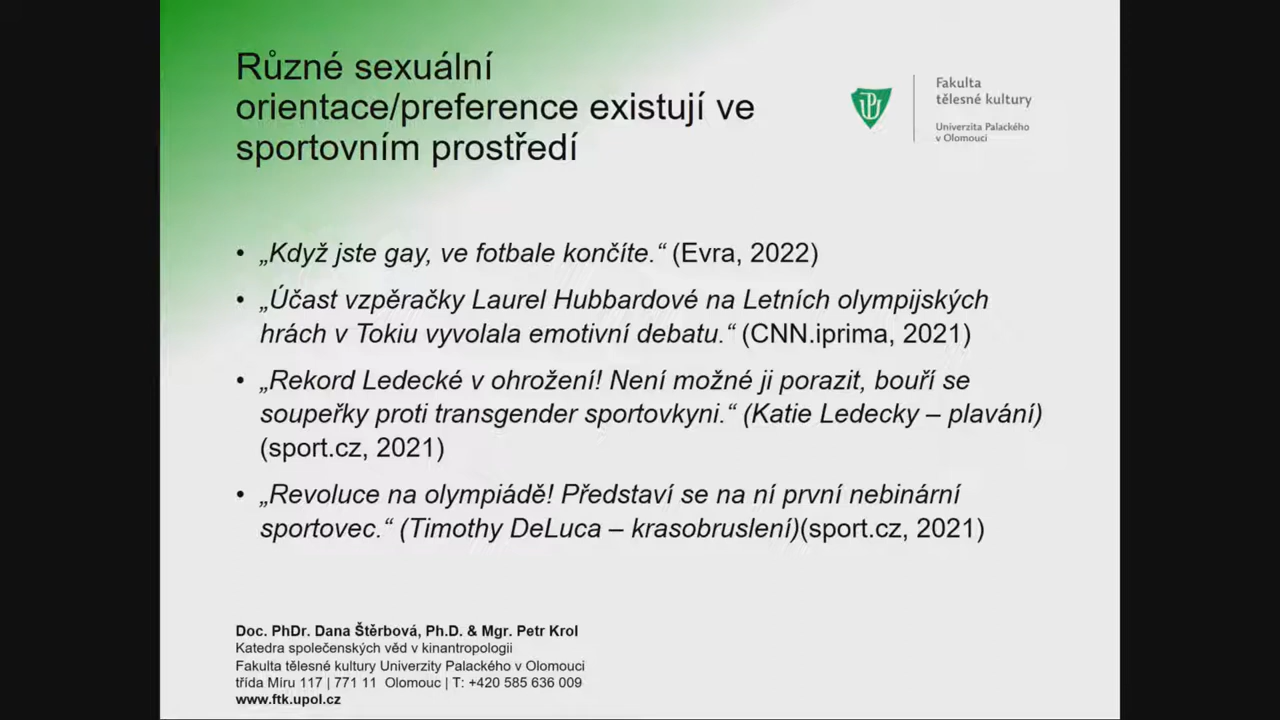 Různé sexuální
orientace/preference existují ve
sportovním prostředí
Fakulta
tělesné kultury
Univerzita Palackého
v Olomouci
• „Když jste gay, ve fotbale končíte.“ (Evra, 2022)
• „Účast vzpěračky Laurel Hubbardové na Letních olympijských
hrách v Tokiu vyvolala emotivní debatu.“ (CNN.iprima, 2021)
• „Rekord Ledecké v ohrožení! Není možné ji porazit, bouří se
soupeřky proti transgender sportovkyni.“ (Katie Ledecky – plavání)
(sport.cz, 2021)
• „Revoluce na olympiádě! Představí se na ní první nebinární
sportovec.“ (Timothy DeLuca – krasobruslení)(sport.cz, 2021)
Doc. PhDr. Dana Štěrbová, Ph.D. & Mgr. Petr Krol
Katedra společenských věd v kinantropologii
Fakulta tělesné kultury Univerzity Palackého v Olomouci
třída Míru 117 | 771 11 Olomouc | T: +420 585 636 009
www.ftk.upol.cz